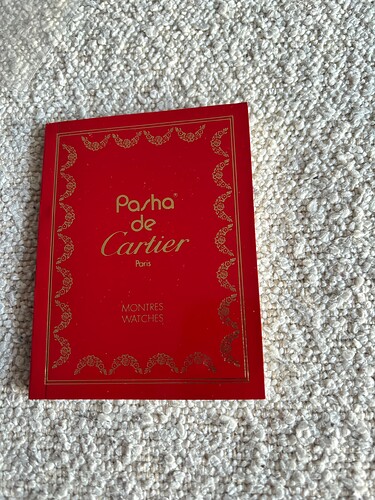 Pasha
de
Cartier
Paris
MONTRES
WATCHES